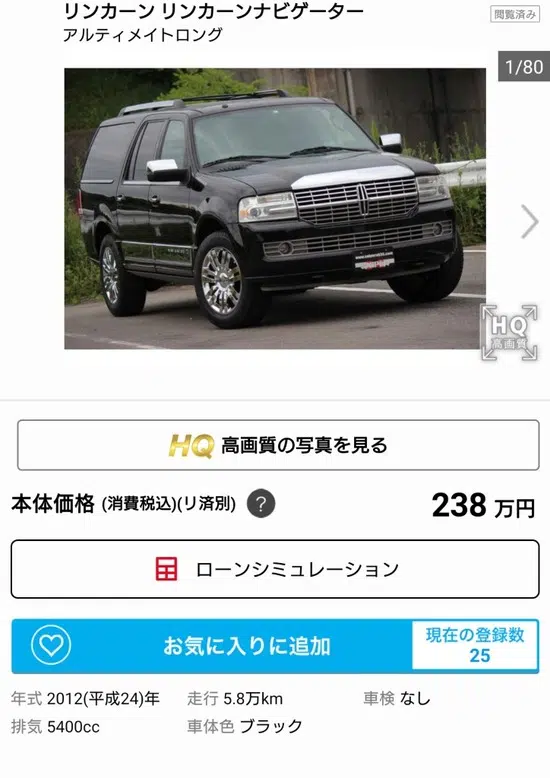 リンカーン リンカーンナビゲーター
閲覧済み
アルティメイトロング
1/80
HQ
高画質
HQ 高画質の写真を見る
本体価格 (消費税込)(リ済別) ? 238 万円
ローンシミュレーション
お気に入りに追加
現在の登録数
25
年式 2012(平成24)年 走行 5.8万km 車検 なし
排気 5400cc 車体色 ブラック